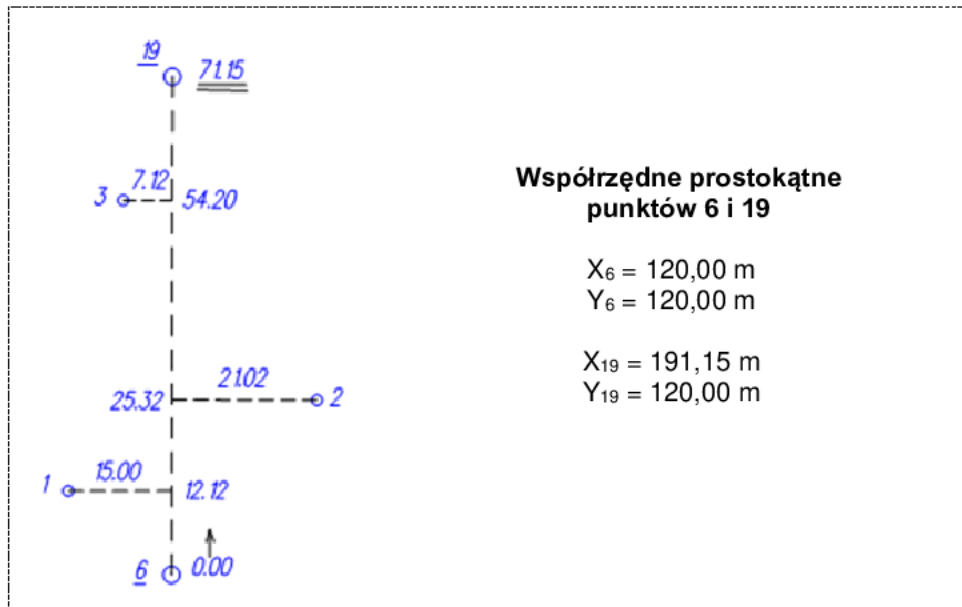 19
71.15
7.12
3
54.20
21.02
25.32
2
15.00
1
12.12
6
0.00
Współrzędne prostokątne
punktów 6 i 19
X6 = 120,00 m
Y6 = 120,00 m
X19 = 191,15 m
Y19 = 120,00 m